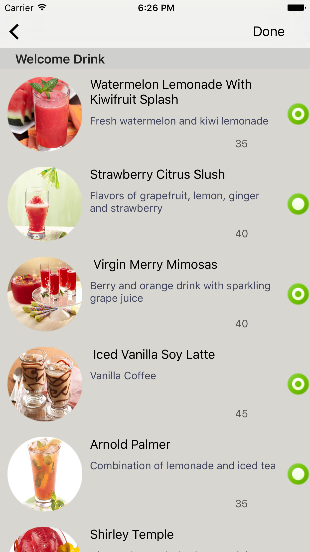 Carrier 6:26 PM
Done
Welcome Drink
Watermelon Lemonade With
Kiwifruit Splash
Fresh watermelon and kiwi lemonade
35
Strawberry Citrus Slush
Flavors of grapefruit, lemon, ginger
and strawberry
40
Virgin Merry Mimosas
Berry and orange drink with sparkling
grape juice
40
Iced Vanilla Soy Latte
Vanilla Coffee
45
Arnold Palmer
Combination of lemonade and iced tea
35
Shirley Temple